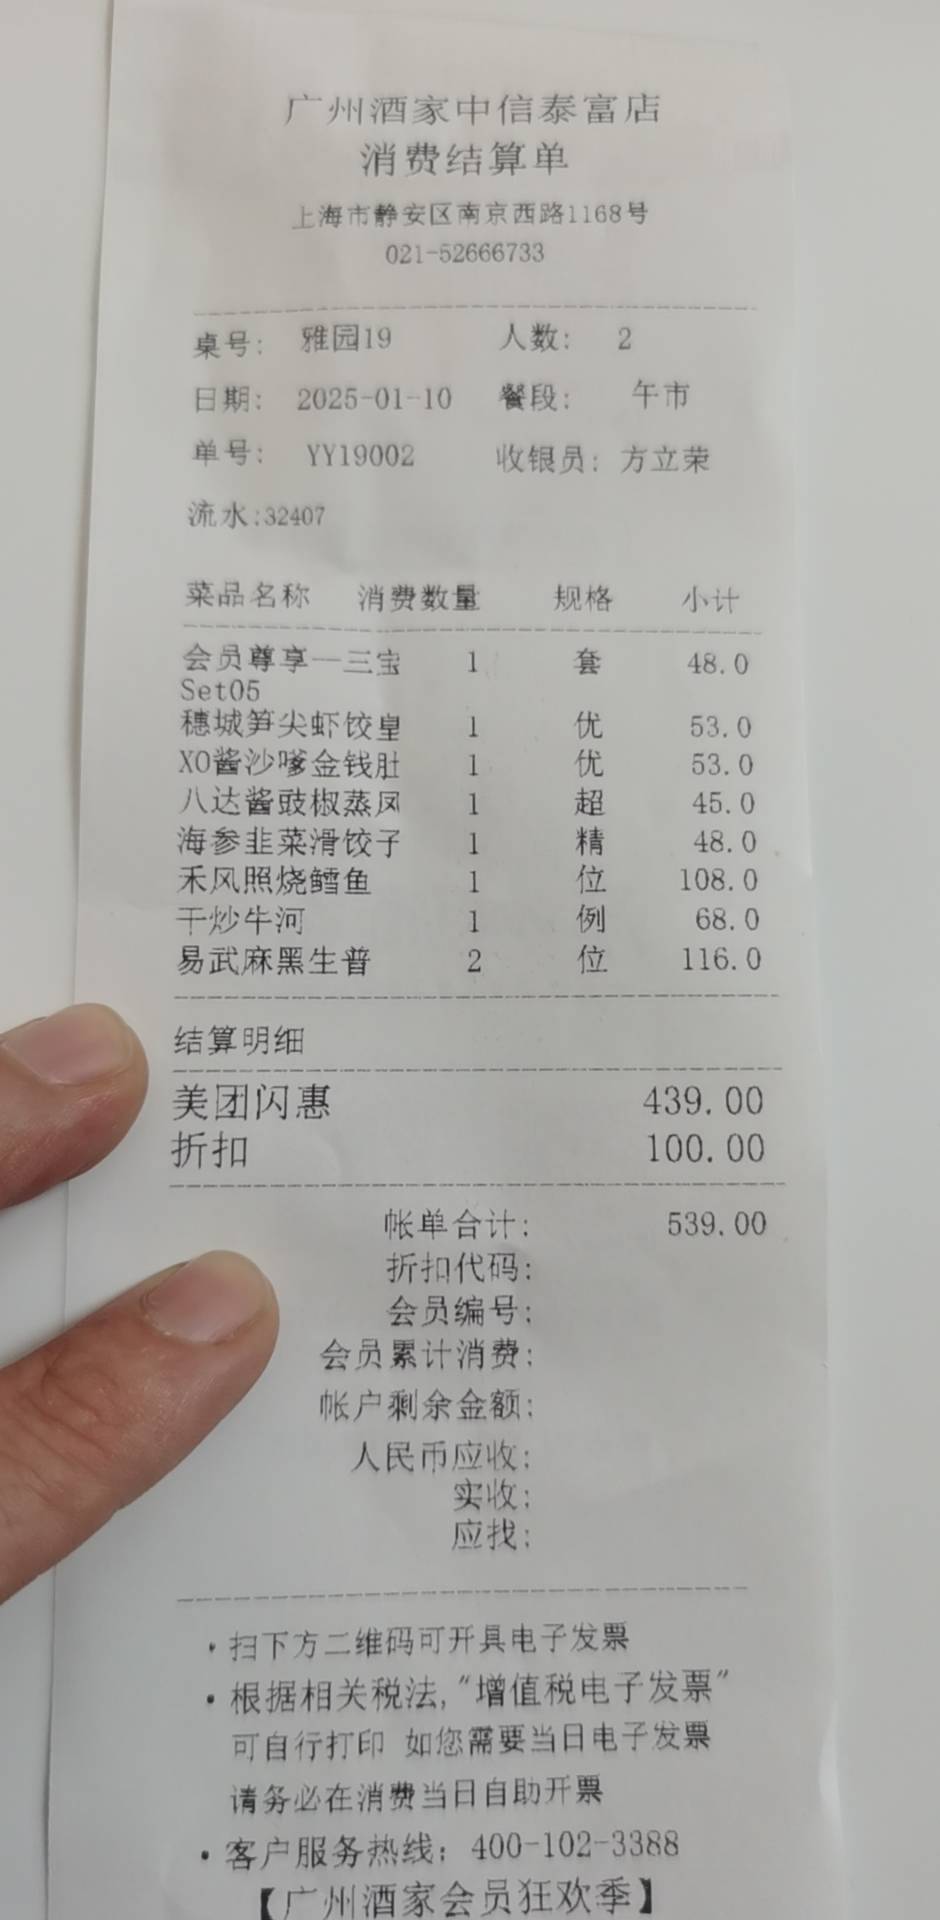 广州酒家中信泰富店
消费结算单
上海市静安区南京西路1168号
021-52666733
桌号: 雅园19 人数: 2
日期: 2025-01-10 餐段: 午市
单号: YY19002 收银员: 方立荣
流水:32407
菜品名称 消费数量 规格 小计
会员尊享一三宝 1 套 48.0
Set05
穗城笋尖虾饺皇 1 优 53.0
XO酱沙嗲金钱肚 1 优 53.0
八达酱豉椒蒸凤 1 超 45.0
海参韭菜滑饺子 1 精 48.0
禾风照烧鳕鱼 1 位 108.0
干炒牛河 1 例 68.0
易武麻黑生普 2 位 116.0
结算明细
美团闪惠 439.00
折扣 100.00
帐单合计: 539.00
折扣代码:
会员编号:
会员累计消费:
帐户剩余金额:
人民币应收:
实收:
应找:
·扫下方二维码可开具电子发票
·根据相关税法,"增值税电子发票"
可自行打印 如您需要当日电子发票
请务必在消费当日自助开票
·客户服务热线: 400-102-3388
【广州酒家会员狂欢季】